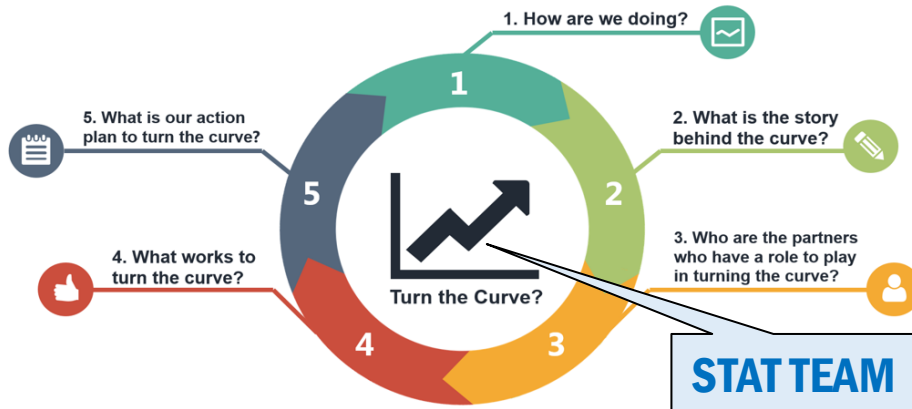 1. How are we doing?
1
2. What is the story
behind the curve?
2
3. Who are the partners
who have a role to play
in turning the curve?
3
4. What works to
turn the curve?
4
5. What is our action
plan to turn the curve?
5
Turn the Curve?
STAT TEAM